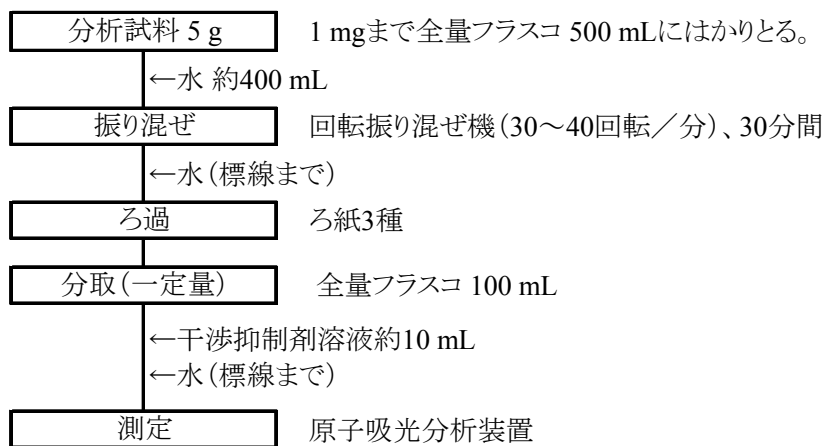 分析試料 5 g 1 mgまで全量フラスコ 500 mLにはかりとる。
←水 約400 mL
振り混ぜ 回転振り混ぜ機（30～40回転／分）、30分間
←水（標線まで）
ろ過 ろ紙3種
分取（一定量） 全量フラスコ 100 mL
←干渉抑制剤溶液約10 mL
←水（標線まで）
測定 原子吸光分析装置